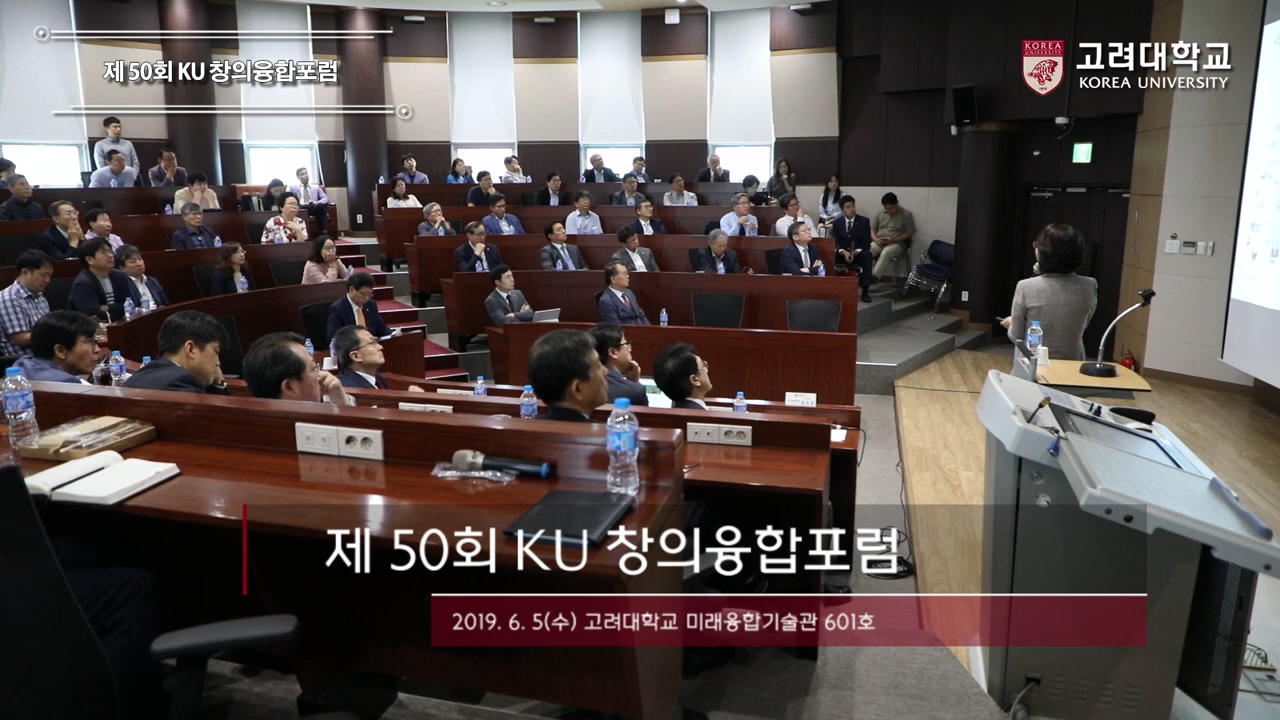 제 50회 KU 창의융합포럼
KOREA
UNIVERSITY
고려대학교
KOREA UNIVERSITY
제 50회 KU 창의융합포럼
2019. 6. 5(수) 고려대학교 미래융합기술관 601호